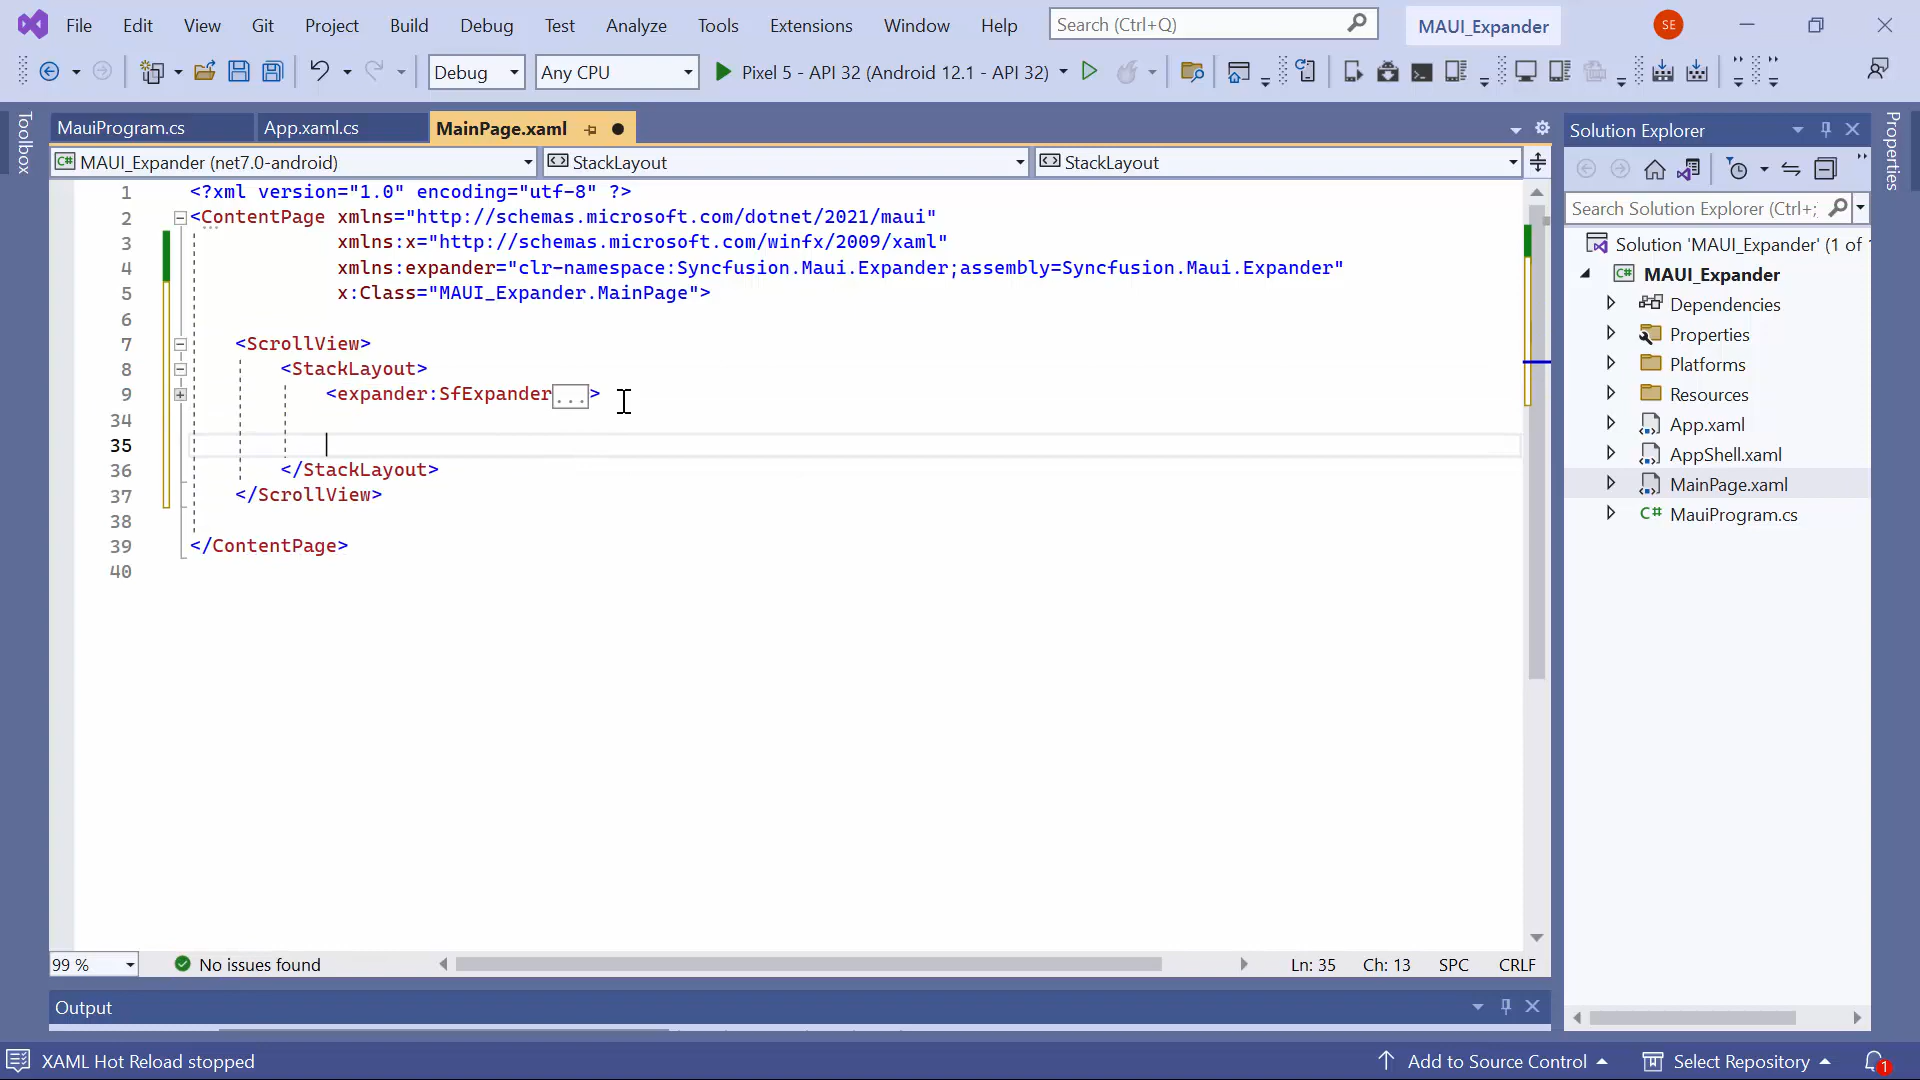 File Edit View Git Project Build Debug Test Analyze Tools Extensions Window Help Search (Ctrl+Q) MAUI_Expander SE
Debug Any CPU Pixel 5 - API 32 (Android 12.1 - API 32)
Toolbox
MauiProgram.cs App.xaml.cs MainPage.xaml
MAUI_Expander (net7.0-android) StackLayout StackLayout
1 <?xml version="1.0" encoding="utf-8" ?>
2 <ContentPage xmlns="http://schemas.microsoft.com/dotnet/2021/maui"
3 xmlns:x="http://schemas.microsoft.com/winfx/2009/xaml"
4 xmlns:expander="clr-namespace:Syncfusion.Maui.Expander;assembly=Syncfusion.Maui.Expander"
5 x:Class="MAUI_Expander.MainPage">
6
7 <ScrollView>
8 <StackLayout>
9 <expander:SfExpander...>
34
35
36 </StackLayout>
37 </ScrollView>
38
39 </ContentPage>
40
99 % No issues found Ln: 35 Ch: 13 SPC CRLF
Output
Solution Explorer
Search Solution Explorer (Ctrl+;
Solution 'MAUI_Expander' (1 of 1
MAUI_Expander
Dependencies
Properties
Platforms
Resources
App.xaml
AppShell.xaml
MainPage.xaml
MauiProgram.cs
Properties
XAML Hot Reload stopped Add to Source Control Select Repository 1